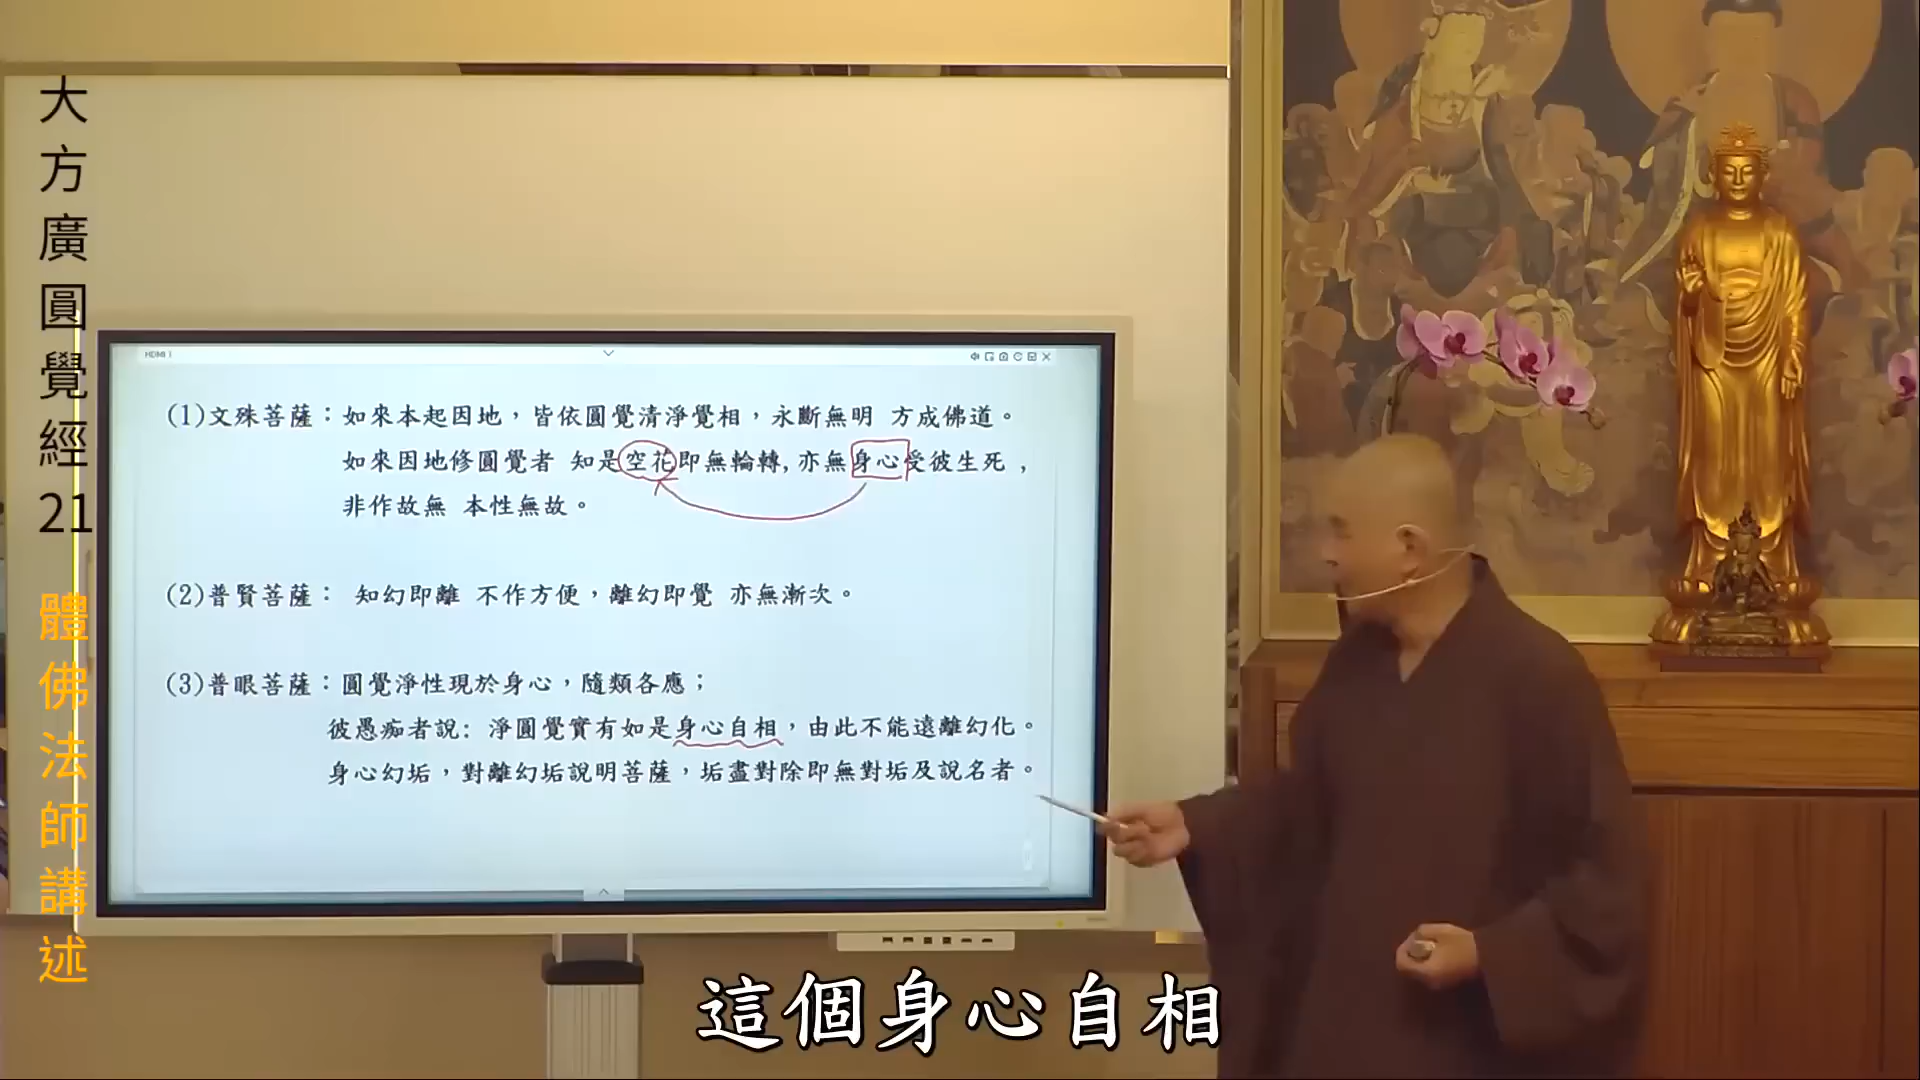 大方廣圓覺經21 體佛法師講述
HDMI 1
(1)文殊菩薩：如來本起因地，皆依圓覺清淨覺相，永斷無明 方成佛道。
如來因地修圓覺者 知是空花即無輪轉,亦無身心受彼生死，
非作故無 本性無故。
(2)普賢菩薩： 知幻即離 不作方便，離幻即覺 亦無漸次。
(3)普眼菩薩：圓覺淨性現於身心，隨類各應；
彼愚痴者說: 淨圓覺實有如是身心自相，由此不能遠離幻化。
身心幻垢，對離幻垢說明菩薩，垢盡對除即無對垢及說名者。
這個身心自相